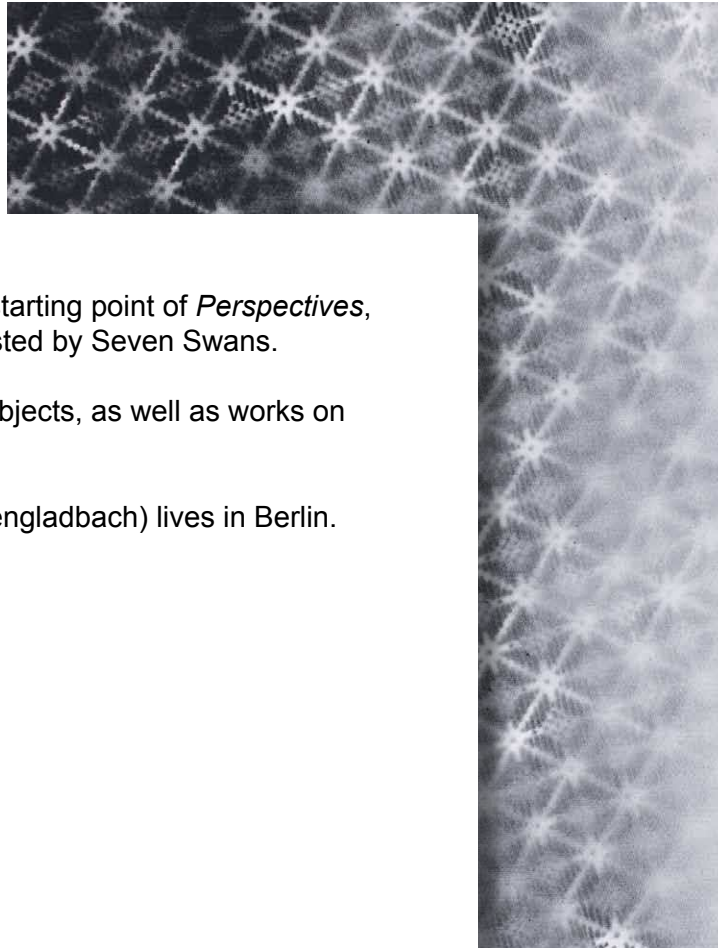 tarting point of Perspectives,
sted by Seven Swans.
bjects, as well as works on
engladbach) lives in Berlin.